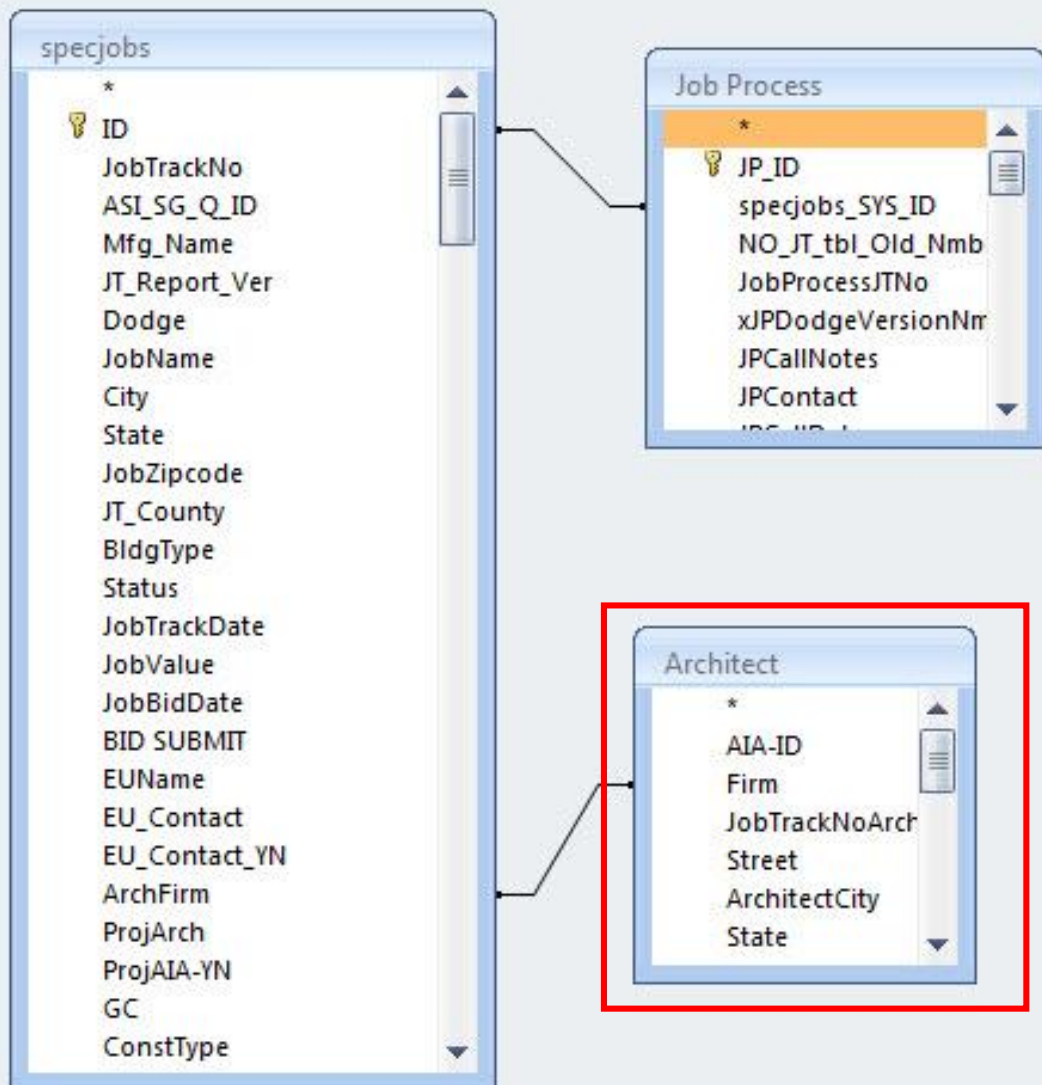 specjobs
*
ID
JobTrackNo
ASI_SG_Q_ID
Mfg_Name
JT_Report_Ver
Dodge
JobName
City
State
JobZipcode
JT_County
BldgType
Status
JobTrackDate
JobValue
JobBidDate
BID SUBMIT
EUName
EU_Contact
EU_Contact_YN
ArchFirm
ProjArch
ProjAIA-YN
GC
ConstType
Job Process
*
JP_ID
specjobs_SYS_ID
NO_JT_tbl_Old_Nmb
JobProcessJTNo
xJPDodgeVersionNm
JPCallNotes
JPContact
Architect
*
AIA-ID
Firm
JobTrackNoArch
Street
ArchitectCity
State